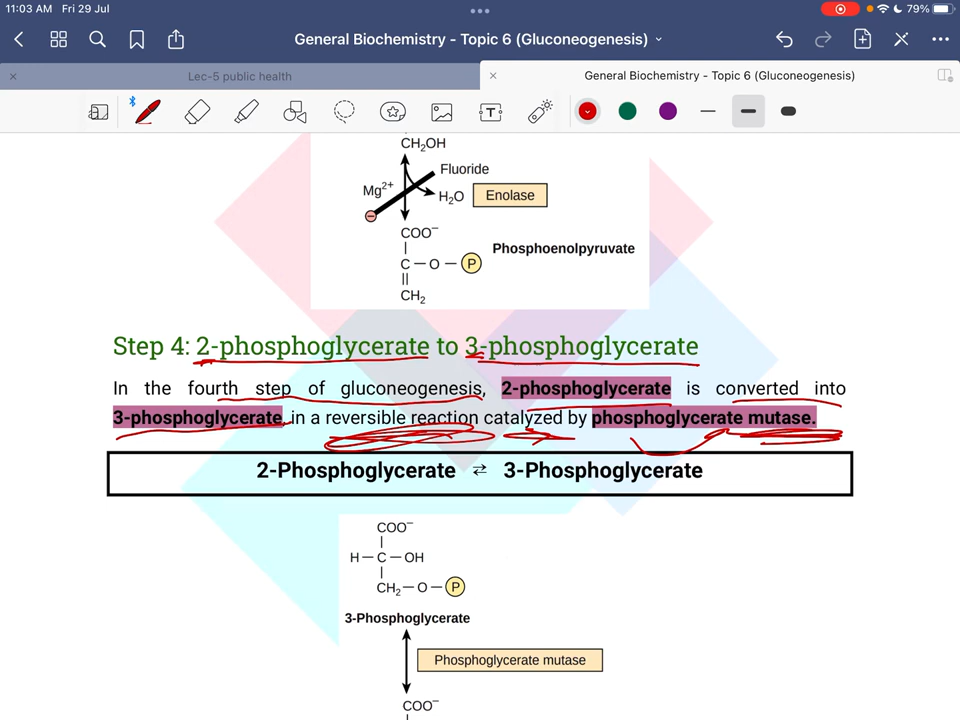 11:03 AM Fri 29 Jul
79%
General Biochemistry - Topic 6 (Gluconeogenesis)
Lec-5 public health
General Biochemistry - Topic 6 (Gluconeogenesis)
CH₂OH
Fluoride
Mg²⁺
H₂O
Enolase
COO⁻
Phosphoenolpyruvate
C — O — P
CH₂
Step 4: 2-phosphoglycerate to 3-phosphoglycerate
In the fourth step of gluconeogenesis, 2-phosphoglycerate is converted into
3-phosphoglycerate, in a reversible reaction catalyzed by phosphoglycerate mutase.
2-Phosphoglycerate ⇄ 3-Phosphoglycerate
COO⁻
H — C — OH
CH₂ — O — P
3-Phosphoglycerate
Phosphoglycerate mutase
COO⁻